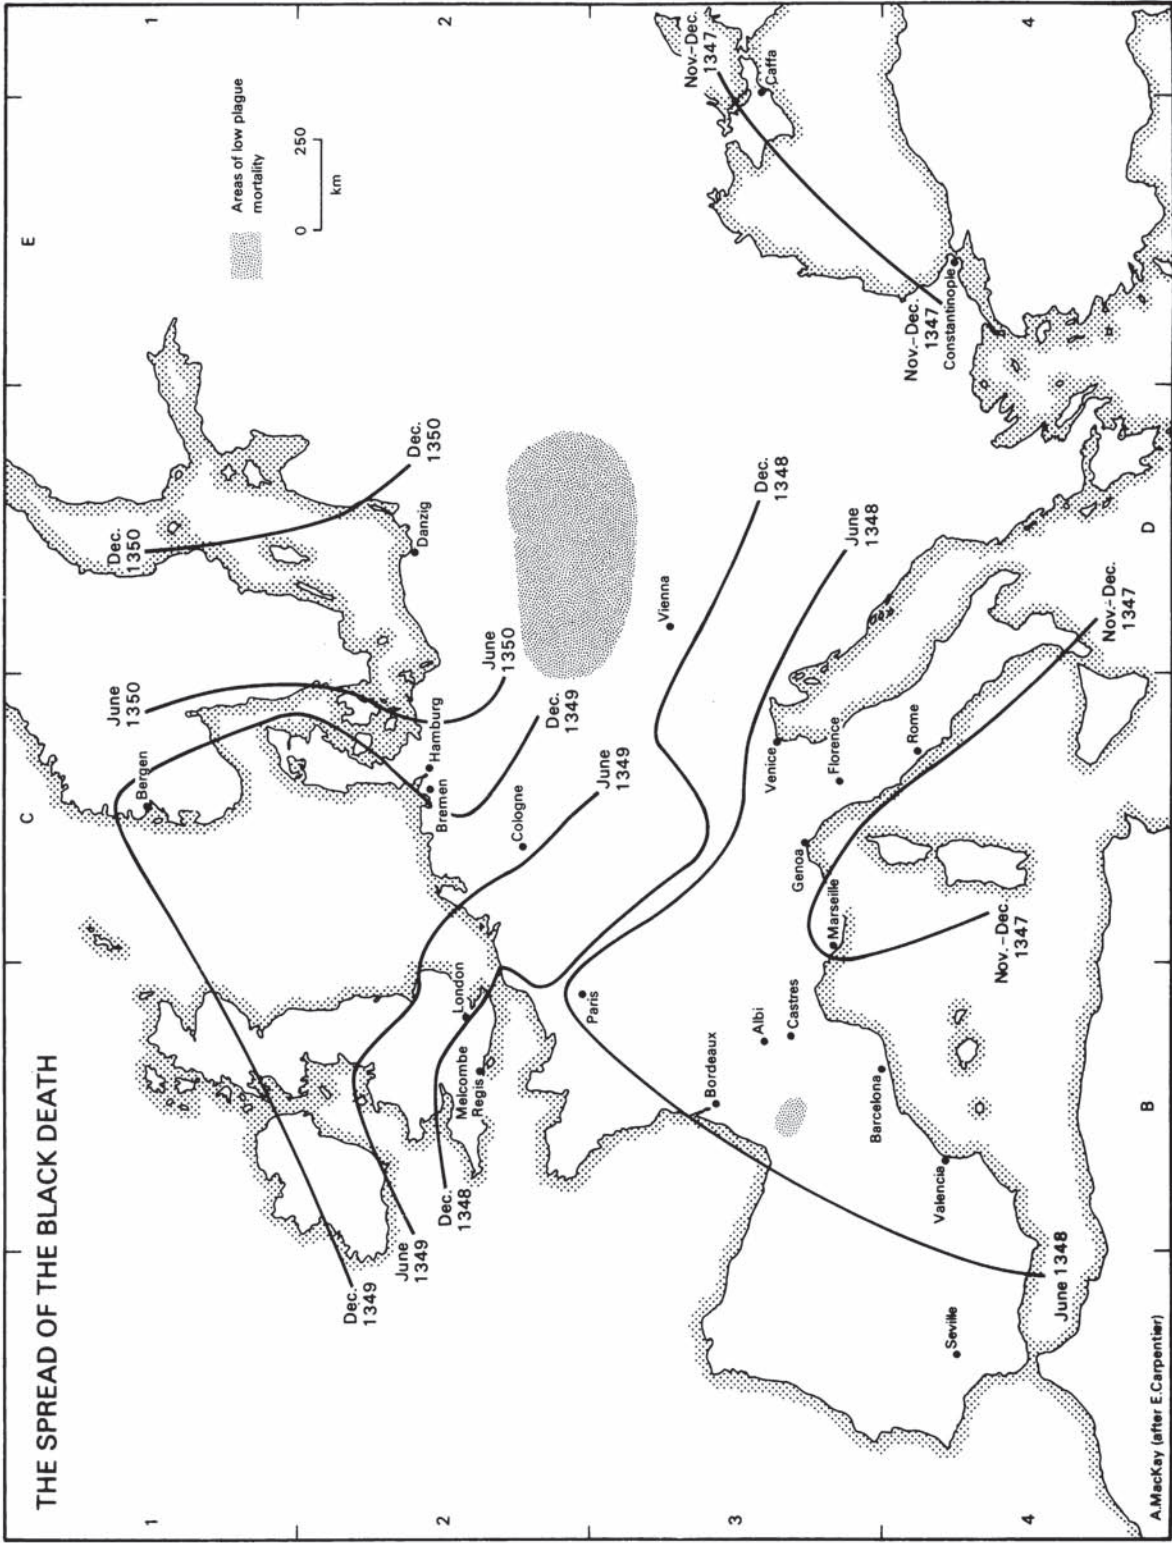 THE SPREAD OF THE BLACK DEATH
B
C
D
E
1
1
2
2
3
4
4
Areas of low plague
mortality
0
250
km
Bergen
June
1350
Dec.
1350
Dec.
1350
Danzig
June
1350
Dec.
1349
June
1349
Hamburg
Bremen
Cologne
London
Melcombe
Regis
Dec.
1349
June
1349
Dec.
1348
Paris
Vienna
Dec.
1348
June
1348
Bordeaux
Albi
Castres
Venice
Florence
Genoa
Marseille
Rome
Nov.-Dec.
1347
Nov.-Dec.
1347
Barcelona
Valencia
Seville
June 1348
Nov.-Dec.
1347
Caffa
Nov.-Dec.
1347
Constantinople
A.MacKay (after E.Carpentier)